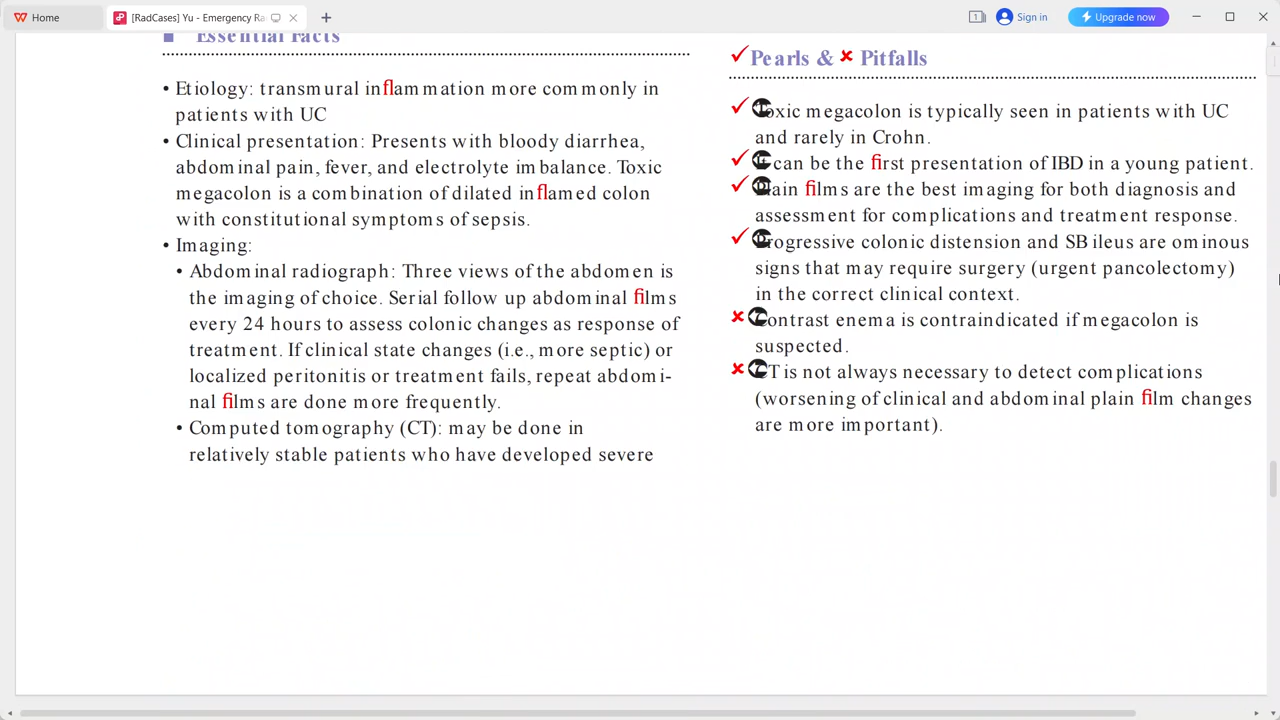 Home
[RadCases] Yu - Emergency Ra
Sign in
Upgrade now
Essential Facts
• Etiology: transmural inflammation more commonly in
patients with UC
• Clinical presentation: Presents with bloody diarrhea,
abdominal pain, fever, and electrolyte imbalance. Toxic
megacolon is a combination of dilated inflamed colon
with constitutional symptoms of sepsis.
• Imaging:
• Abdominal radiograph: Three views of the abdomen is
the imaging of choice. Serial follow up abdominal films
every 24 hours to assess colonic changes as response of
treatment. If clinical state changes (i.e., more septic) or
localized peritonitis or treatment fails, repeat abdomi-
nal films are done more frequently.
• Computed tomography (CT): may be done in
relatively stable patients who have developed severe
✓Pearls & ✘ Pitfalls
✓ Toxic megacolon is typically seen in patients with UC
and rarely in Crohn.
✓ It can be the first presentation of IBD in a young patient.
✓ Plain films are the best imaging for both diagnosis and
assessment for complications and treatment response.
✓ Progressive colonic distension and SB ileus are ominous
signs that may require surgery (urgent pancolectomy)
in the correct clinical context.
✘ Contrast enema is contraindicated if megacolon is
suspected.
✘ CT is not always necessary to detect complications
(worsening of clinical and abdominal plain film changes
are more important).